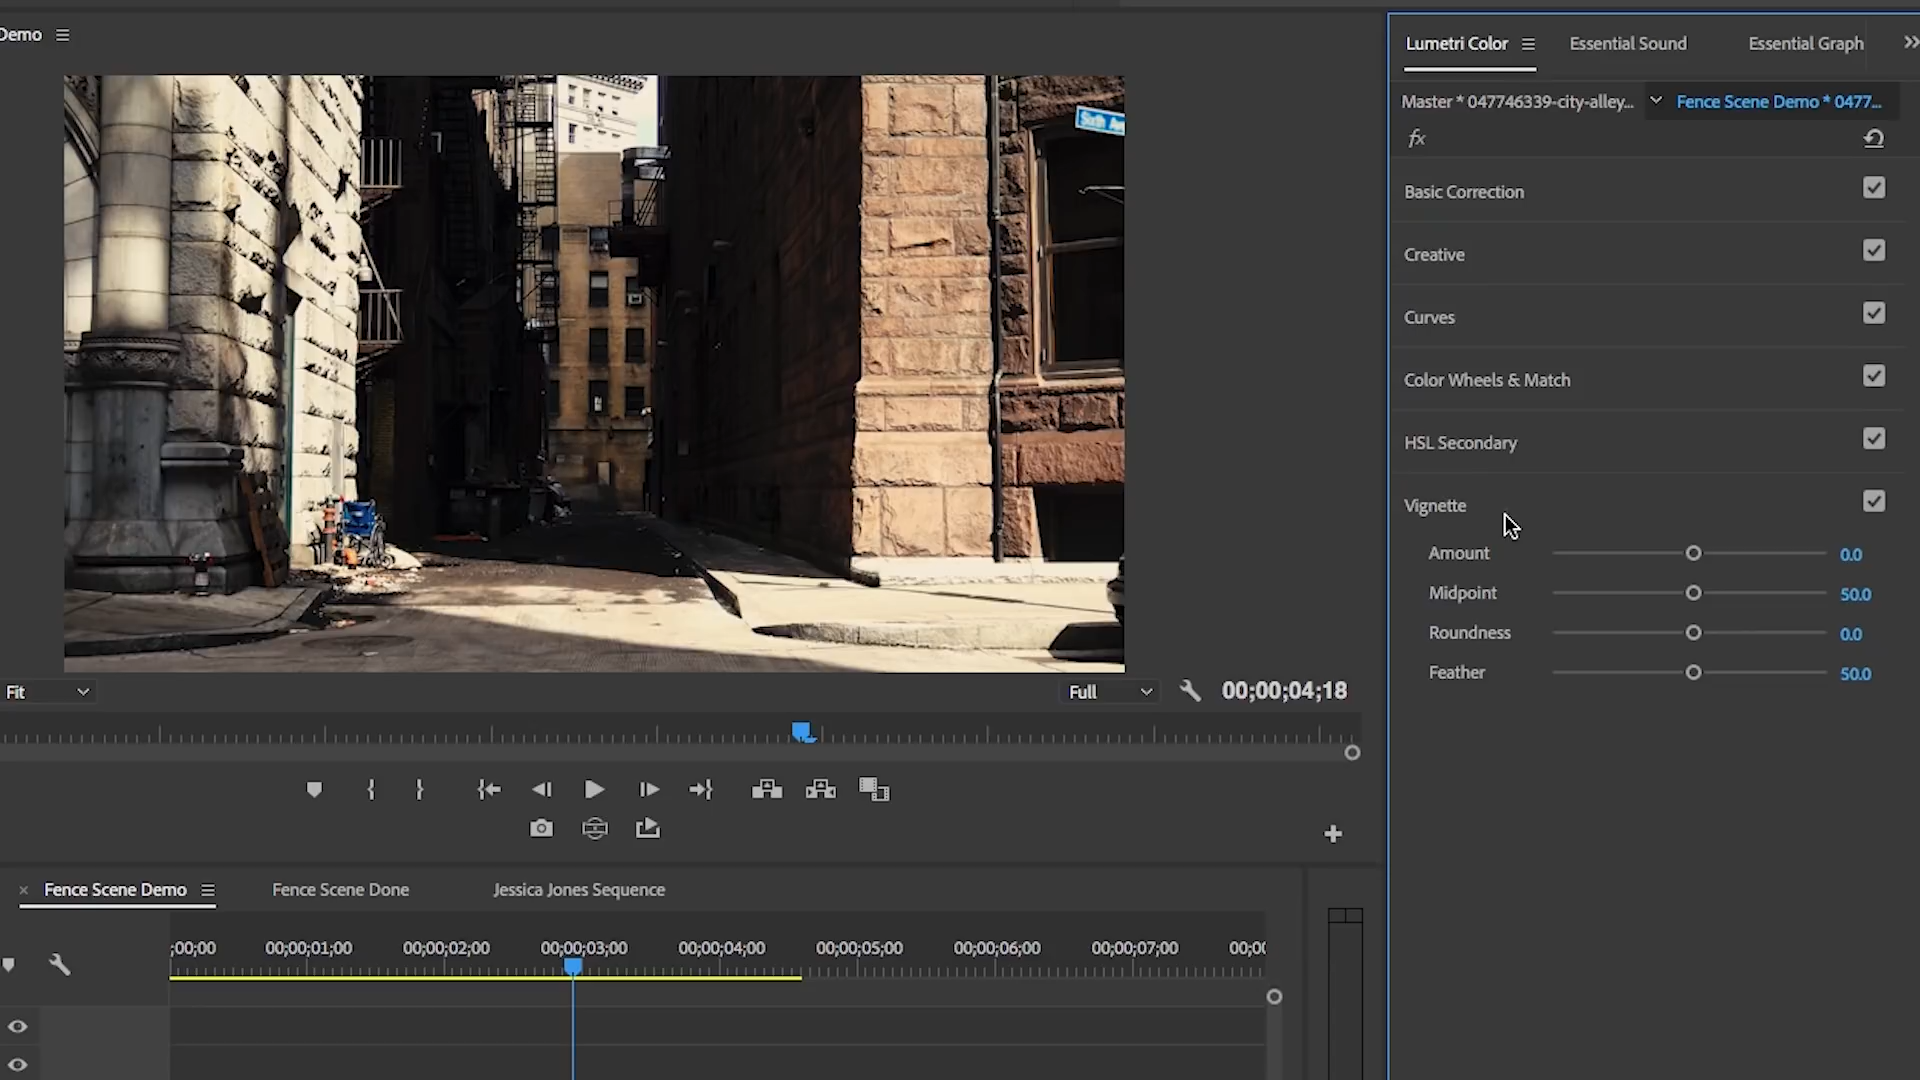 Demo
Sixth Av
Fit
Full
00;00;04;18
Lumetri Color
Essential Sound
Essential Graph
Master * 047746339-city-alley...
Fence Scene Demo * 0477...
fx
Basic Correction
Creative
Curves
Color Wheels & Match
HSL Secondary
Vignette
Amount 0.0
Midpoint 50.0
Roundness 0.0
Feather 50.0
Fence Scene Demo
Fence Scene Done
Jessica Jones Sequence
;00;00 00;00;01;00 00;00;02;00 00;00;03;00 00;00;04;00 00;00;05;00 00;00;06;00 00;00;07;00 00;0